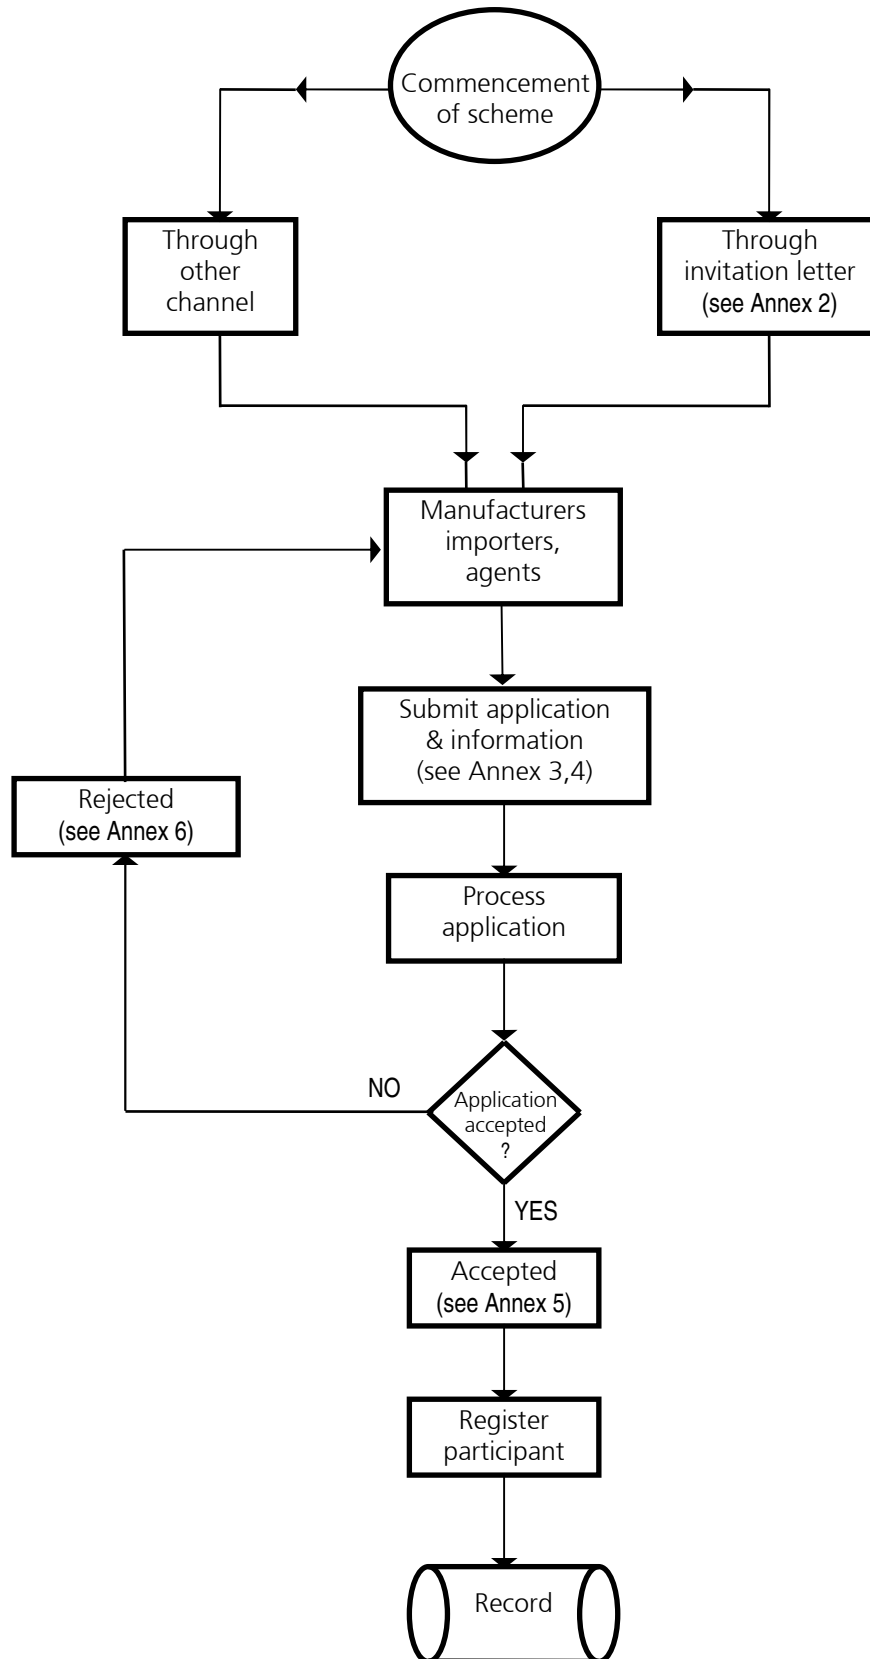 Commencement
of scheme
Through
other
channel
Through
invitation letter
(see Annex 2)
Manufacturers
importers,
agents
Submit application
& information
(see Annex 3,4)
Rejected
(see Annex 6)
Process
application
NO
Application
accepted
?
YES
Accepted
(see Annex 5)
Register
participant
Record